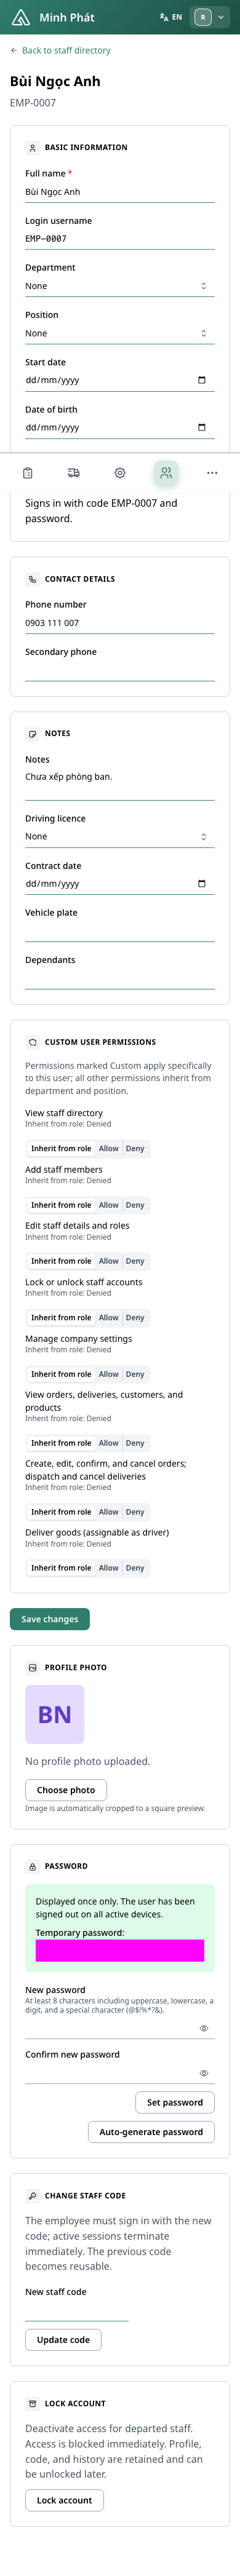 Minh Phát
EN
R
Back to staff directory
Bùi Ngọc Anh
EMP-0007
BASIC INFORMATION
Full name *
Bùi Ngọc Anh
Login username
EMP-0007
Department
None
Position
None
Start date
dd/mm/yyyy
Date of birth
dd/mm/yyyy
Signs in with code EMP-0007 and
password.
CONTACT DETAILS
Phone number
0903 111 007
Secondary phone
NOTES
Notes
Chưa xếp phòng ban.
Driving licence
None
Contract date
dd/mm/yyyy
Vehicle plate
Dependants
CUSTOM USER PERMISSIONS
Permissions marked Custom apply specifically
to this user; all other permissions inherit from
department and position.
View staff directory
Inherit from role: Denied
Inherit from role Allow Deny
Add staff members
Inherit from role: Denied
Inherit from role Allow Deny
Edit staff details and roles
Inherit from role: Denied
Inherit from role Allow Deny
Lock or unlock staff accounts
Inherit from role: Denied
Inherit from role Allow Deny
Manage company settings
Inherit from role: Denied
Inherit from role Allow Deny
View orders, deliveries, customers, and
products
Inherit from role: Denied
Inherit from role Allow Deny
Create, edit, confirm, and cancel orders;
dispatch and cancel deliveries
Inherit from role: Denied
Inherit from role Allow Deny
Deliver goods (assignable as driver)
Inherit from role: Denied
Inherit from role Allow Deny
Save changes
PROFILE PHOTO
BN
No profile photo uploaded.
Choose photo
Image is automatically cropped to a square preview.
PASSWORD
Displayed once only. The user has been
signed out on all active devices.
Temporary password:
New password
At least 8 characters including uppercase, lowercase, a
digit, and a special character (@$!%*?&).
Confirm new password
Set password
Auto-generate password
CHANGE STAFF CODE
The employee must sign in with the new
code; active sessions terminate
immediately. The previous code
becomes reusable.
New staff code
Update code
LOCK ACCOUNT
Deactivate access for departed staff.
Access is blocked immediately. Profile,
code, and history are retained and can
be unlocked later.
Lock account